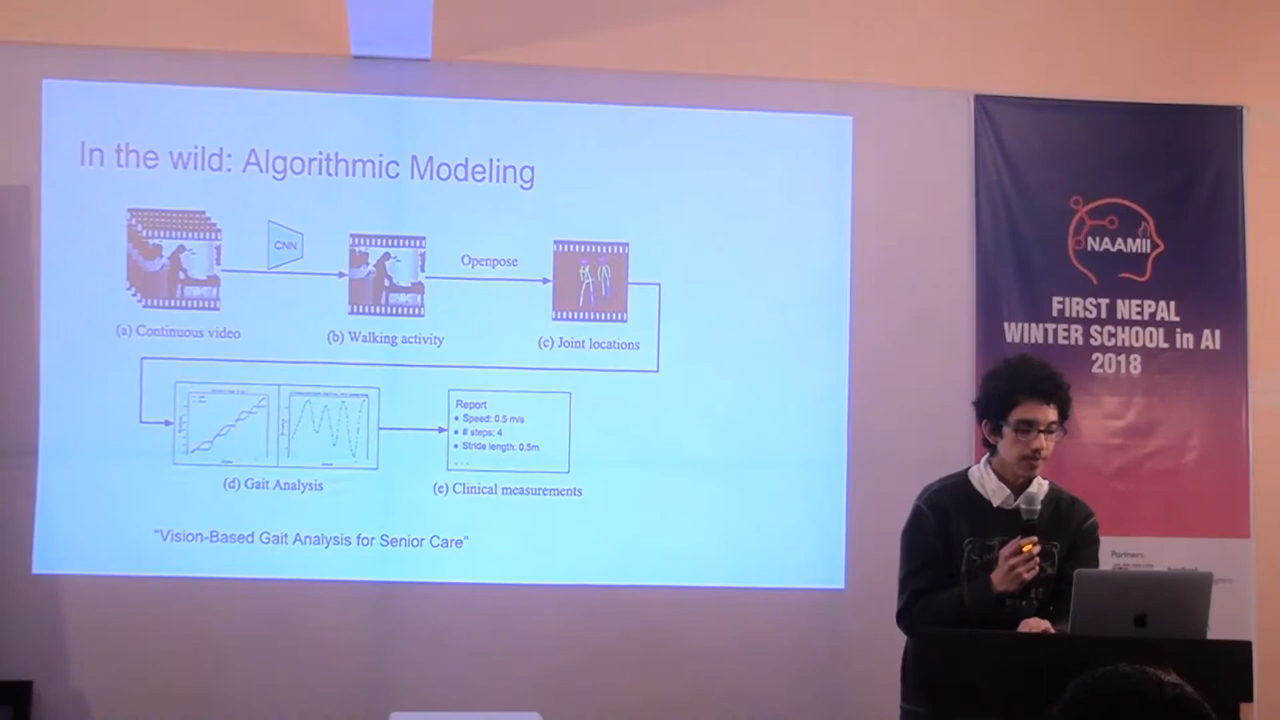 In the wild: Algorithmic Modeling
CNN
Openpose
(a) Continuous video
(b) Walking activity
(c) Joint locations
Report
• Speed: 0.5 m/s
• # steps: 4
• Stride length: 0.5m
. . .
(d) Gait Analysis
(e) Clinical measurements
"Vision-Based Gait Analysis for Senior Care"
NAAMII
FIRST NEPAL
WINTER SCHOOL in AI
2018
Partners